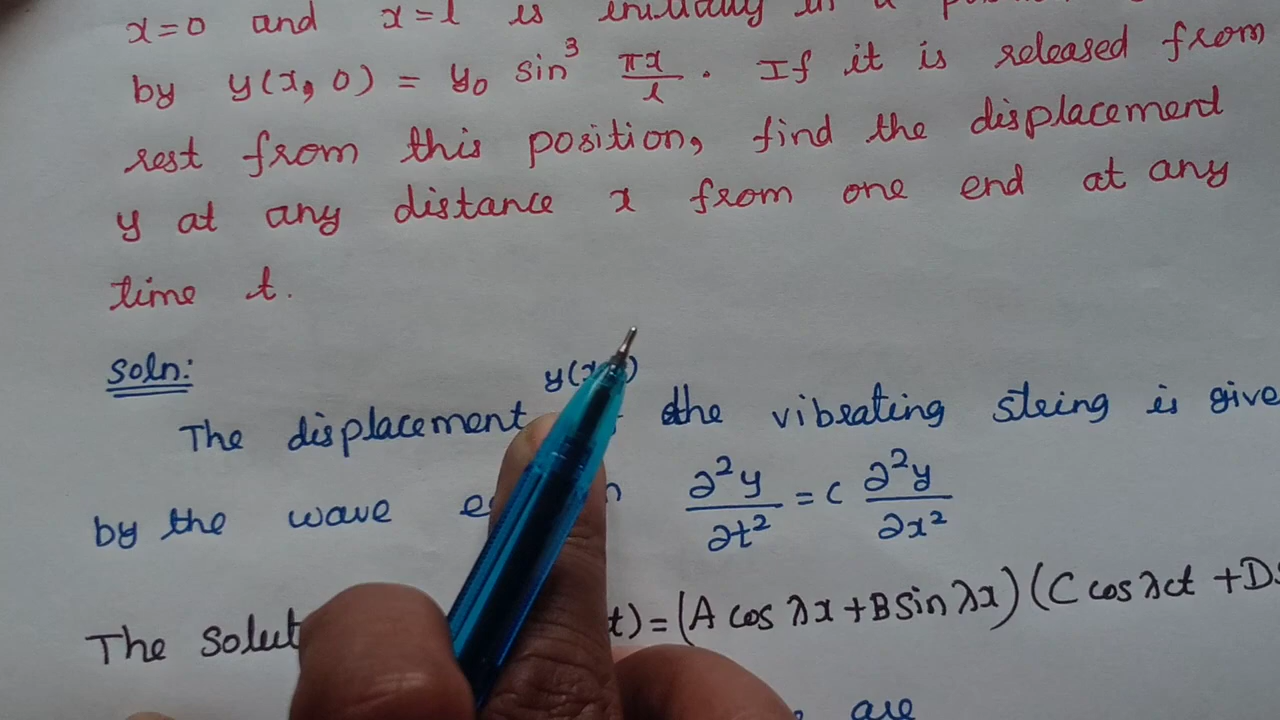 x=0 and x=l is initially in a
by y(x, 0) = y₀ sin³ πx/l . If it is released from
rest from this position, find the displacement
y at any distance x from one end at any
time t.
Soln:
y(x )
The displacement the vibrating string is give
by the wave ∂²y/∂t² = c ∂²y/∂x²
The solut t) = (A cos λx + B sin λx) (C cos λct + D
are